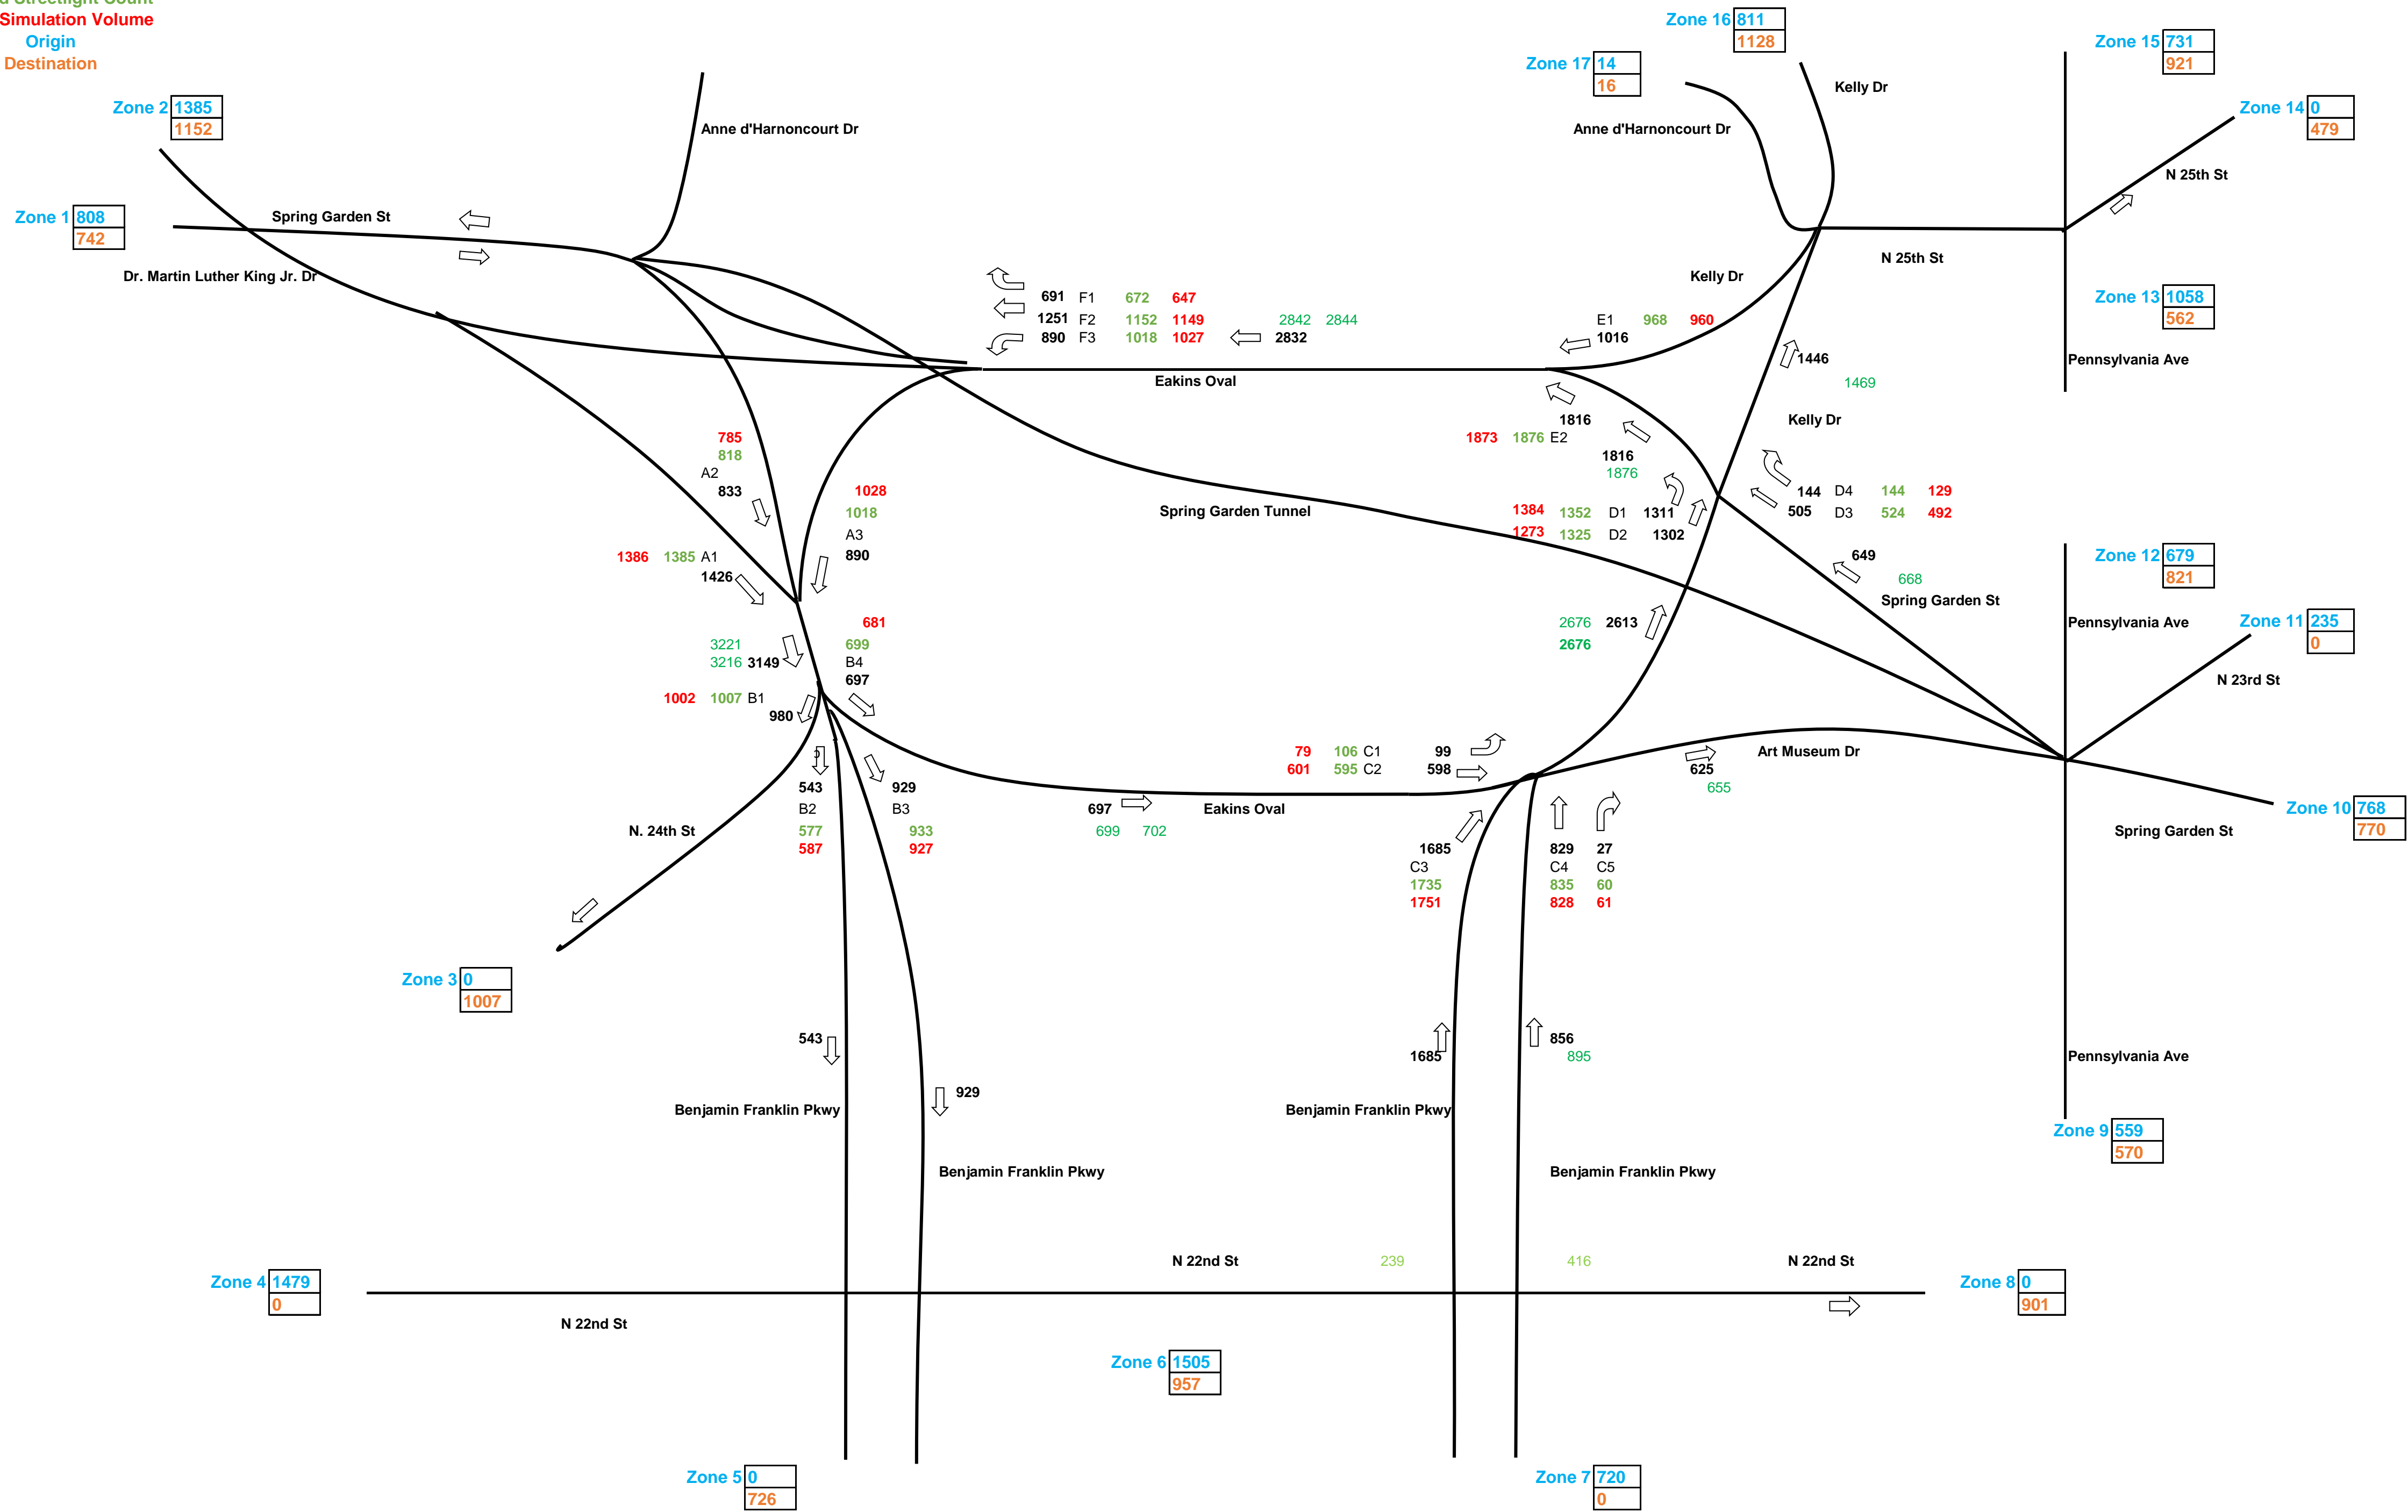 Streetlight Count
Simulation Volume
Origin
Destination
Zone 16 811
1128
Zone 15 731
921
Zone 17 14
16
Kelly Dr
Zone 2 1385
1152
Zone 14 0
479
Anne d'Harnoncourt Dr
Anne d'Harnoncourt Dr
N 25th St
Zone 1 808
742
Spring Garden St
N 25th St
Dr. Martin Luther King Jr. Dr
Kelly Dr
Zone 13 1058
562
691 F1 672 647
1251 F2 1152 1149 2842 2844
890 F3 1018 1027 2832
E1 968 960
1016
1446
Pennsylvania Ave
Eakins Oval
1469
1816
Kelly Dr
785
818
A2
833
1873 1876 E2
1816
1876
1028
1018
A3
890
144 D4 144 129
505 D3 524 492
Spring Garden Tunnel
1384 1352 D1 1311
1273 1325 D2 1302
1386 1385 A1
1426
649
668
Zone 12 679
821
Spring Garden St
681
699
B4
697
2676 2613
2676
Pennsylvania Ave
Zone 11 235
0
3221
3216 3149
N 23rd St
1002 1007 B1
980
79 106 C1 99
601 595 C2 598
Art Museum Dr
625
655
543
B2
577
587
929
B3
933
927
697
699 702
Eakins Oval
Zone 10 768
770
N. 24th St
Spring Garden St
1685
C3
1735
1751
829 27
C4 C5
835 60
828 61
Zone 3 0
1007
543
1685
856
895
Pennsylvania Ave
929
Benjamin Franklin Pkwy
Benjamin Franklin Pkwy
Zone 9 559
570
Benjamin Franklin Pkwy
Benjamin Franklin Pkwy
N 22nd St 239 416 N 22nd St
Zone 4 1479
0
Zone 8 0
901
N 22nd St
Zone 6 1505
957
Zone 5 0
726
Zone 7 720
0